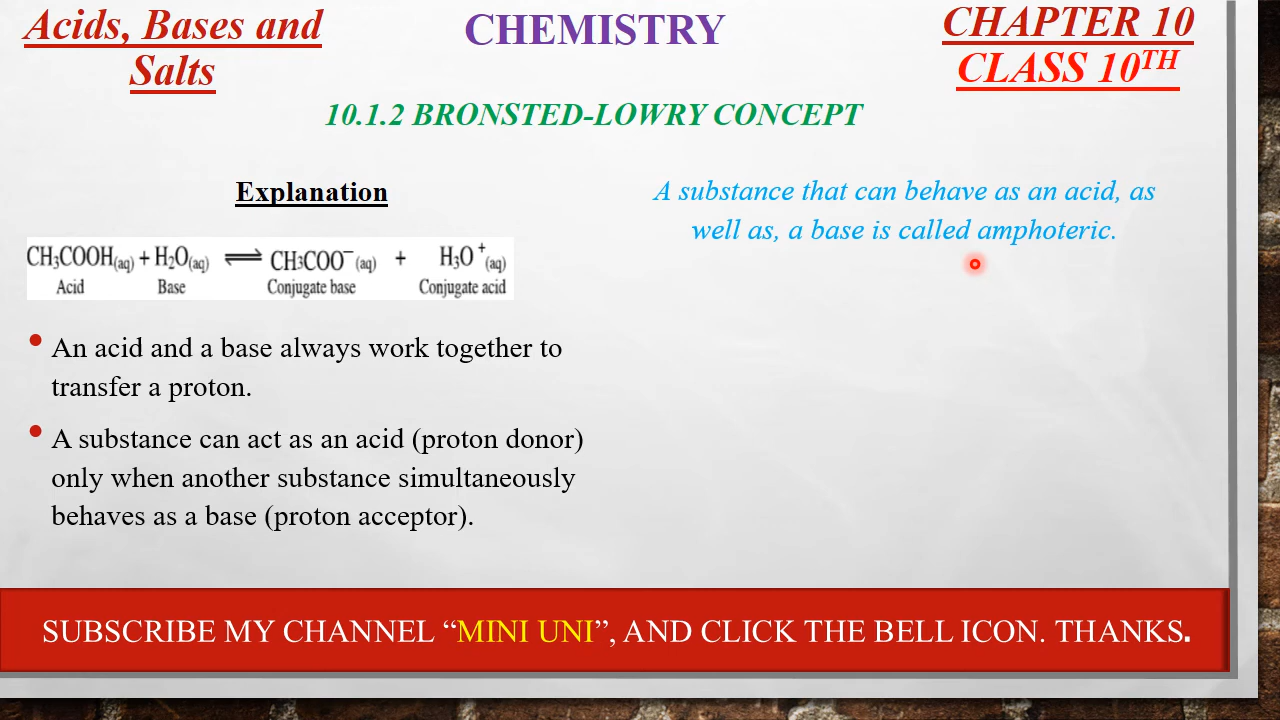 Acids, Bases and
Salts
CHEMISTRY
CHAPTER 10
CLASS 10TH
10.1.2 BRONSTED-LOWRY CONCEPT
Explanation
CH3COOH(aq) + H2O(aq) ⇌ CH3COO−(aq) + H3O+(aq)
Acid Base Conjugate base Conjugate acid
• An acid and a base always work together to
transfer a proton.
• A substance can act as an acid (proton donor)
only when another substance simultaneously
behaves as a base (proton acceptor).
A substance that can behave as an acid, as
well as, a base is called amphoteric.
SUBSCRIBE MY CHANNEL “MINI UNI”, AND CLICK THE BELL ICON. THANKS.